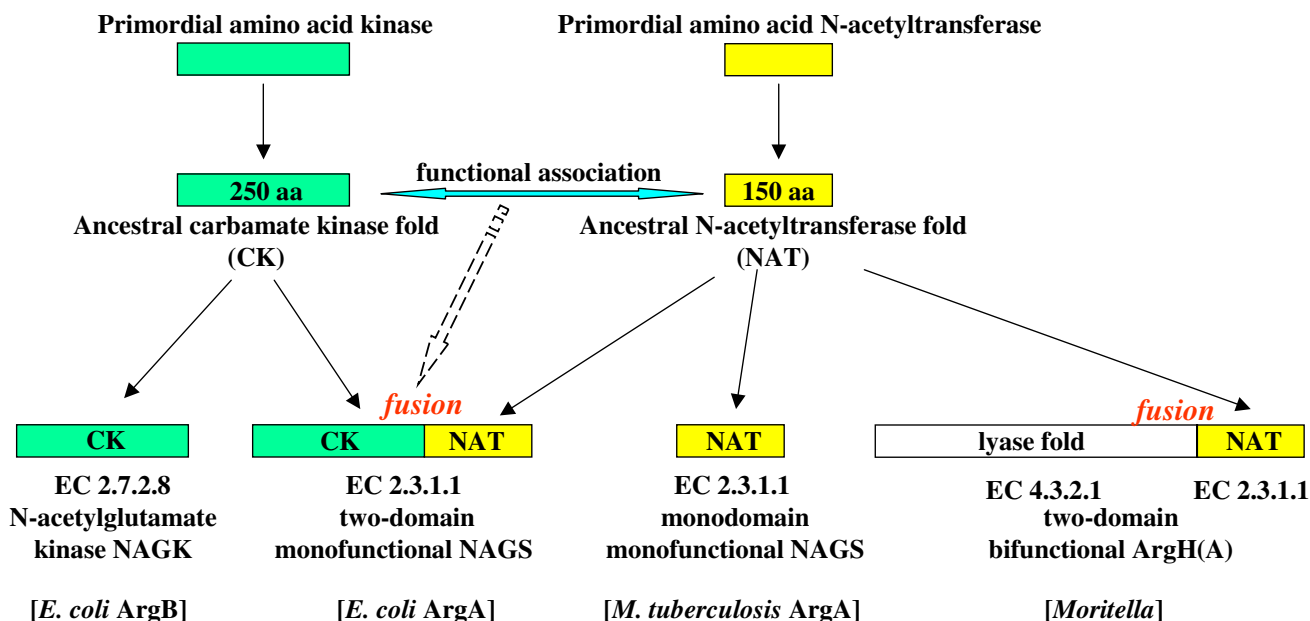 Primordial amino acid kinase
Primordial amino acid N-acetyltransferase
functional association
250 aa
150 aa
Ancestral carbamate kinase fold
(CK)
Ancestral N-acetyltransferase fold
(NAT)
fusion
fusion
CK
CK
NAT
NAT
lyase fold
NAT
EC 2.7.2.8
N-acetylglutamate
kinase NAGK
[E. coli ArgB]
EC 2.3.1.1
two-domain
monofunctional NAGS
[E. coli ArgA]
EC 2.3.1.1
monodomain
monofunctional NAGS
[M. tuberculosis ArgA]
EC 4.3.2.1
EC 2.3.1.1
two-domain
bifunctional ArgH(A)
[Moritella]